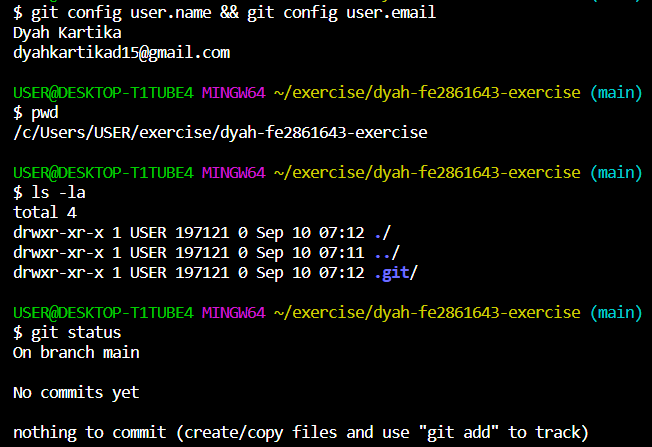 $ git config user.name && git config user.email
Dyah Kartika
dyahkartikad15@gmail.com
USER@DESKTOP-T1TUBE4 MINGW64 ~/exercise/dyah-fe2861643-exercise (main)
$ pwd
/c/Users/USER/exercise/dyah-fe2861643-exercise
USER@DESKTOP-T1TUBE4 MINGW64 ~/exercise/dyah-fe2861643-exercise (main)
$ ls -la
total 4
drwxr-xr-x 1 USER 197121 0 Sep 10 07:12 ./
drwxr-xr-x 1 USER 197121 0 Sep 10 07:11 ../
drwxr-xr-x 1 USER 197121 0 Sep 10 07:12 .git/
USER@DESKTOP-T1TUBE4 MINGW64 ~/exercise/dyah-fe2861643-exercise (main)
$ git status
On branch main
No commits yet
nothing to commit (create/copy files and use "git add" to track)